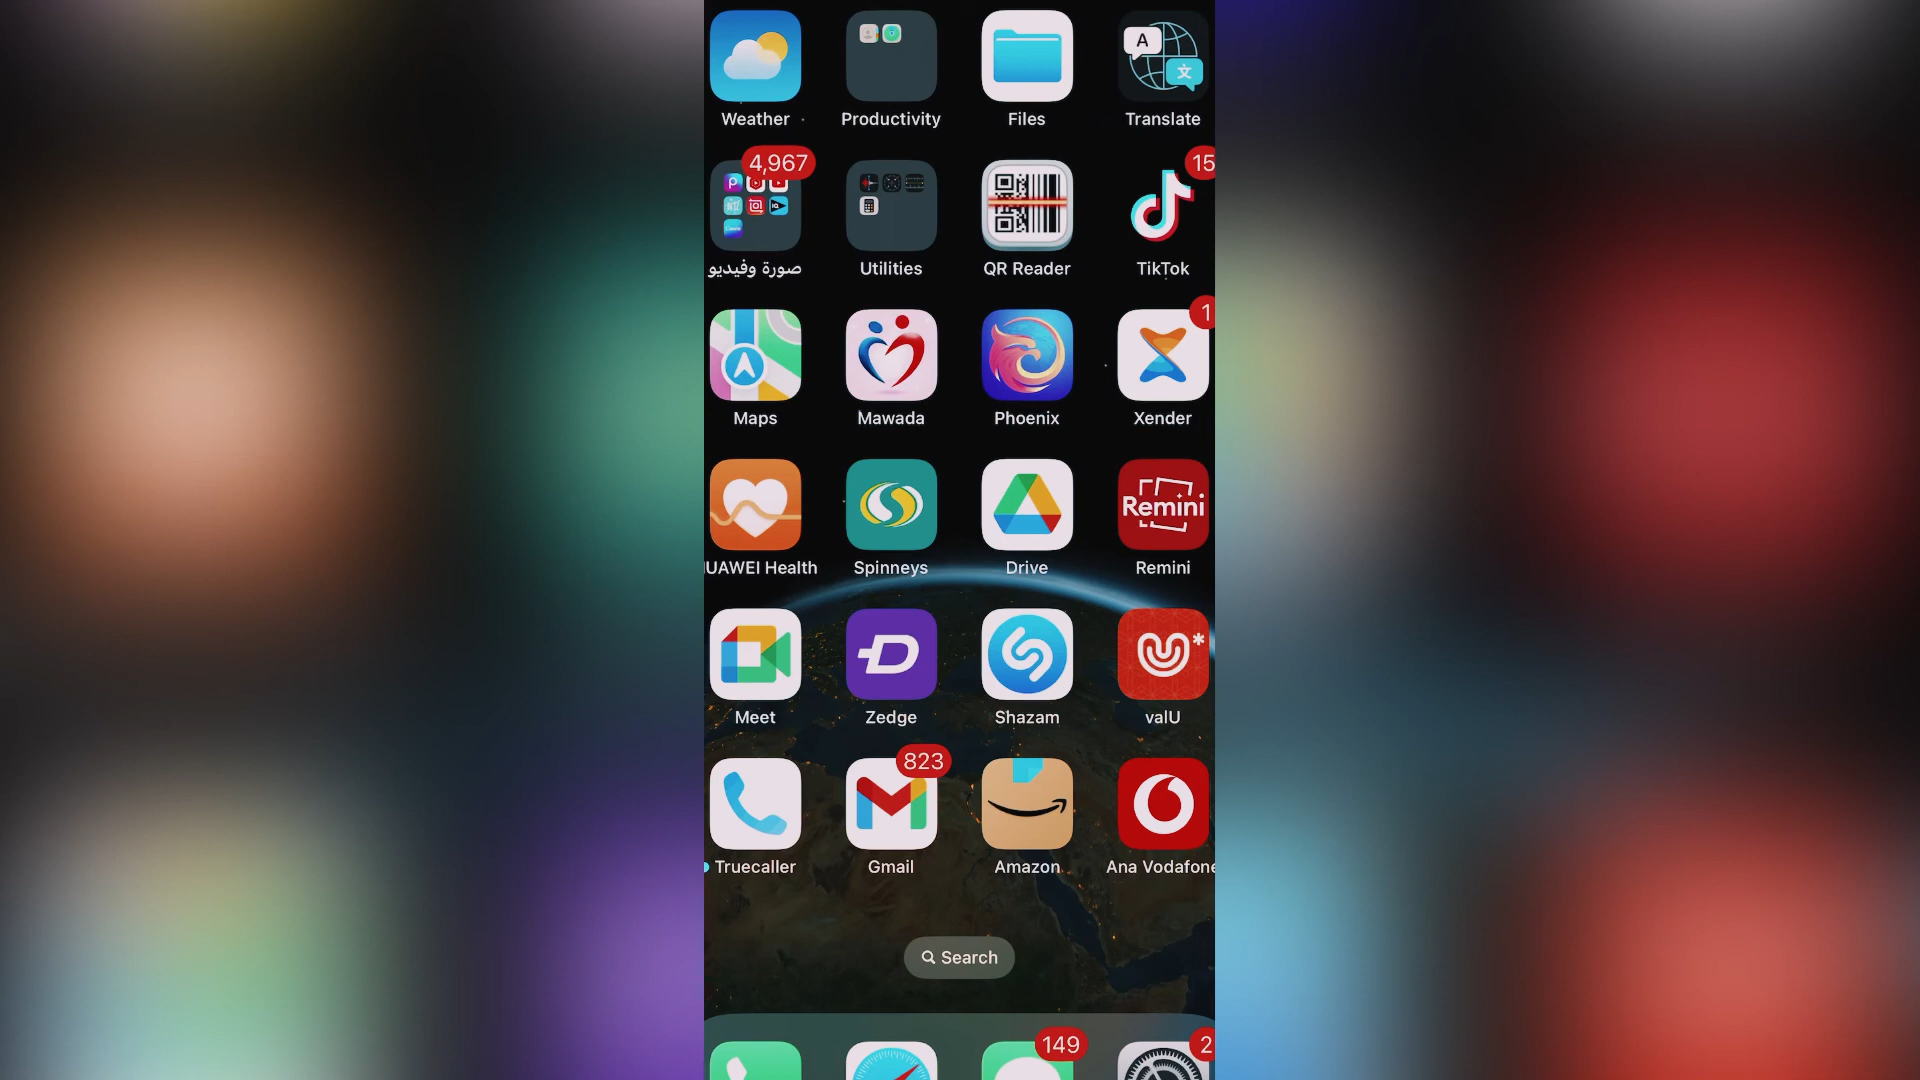 A
文
Weather
Productivity
Files
Translate
4,967
15
صورة وفيديو
Utilities
QR Reader
TikTok
1
Maps
Mawada
Phoenix
Xender
Remini
UAWEI Health
Spinneys
Drive
Remini
Meet
Zedge
Shazam
valU
823
Truecaller
Gmail
Amazon
Ana Vodafone
Search
149
2